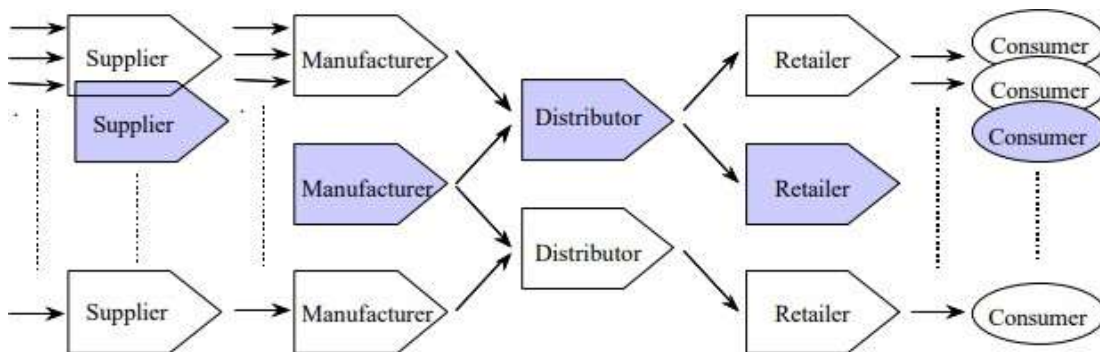 Supplier
Manufacturer
Retailer
Consumer
Consumer
Supplier
Distributor
Consumer
Manufacturer
Retailer
Distributor
Supplier
Manufacturer
Retailer
Consumer